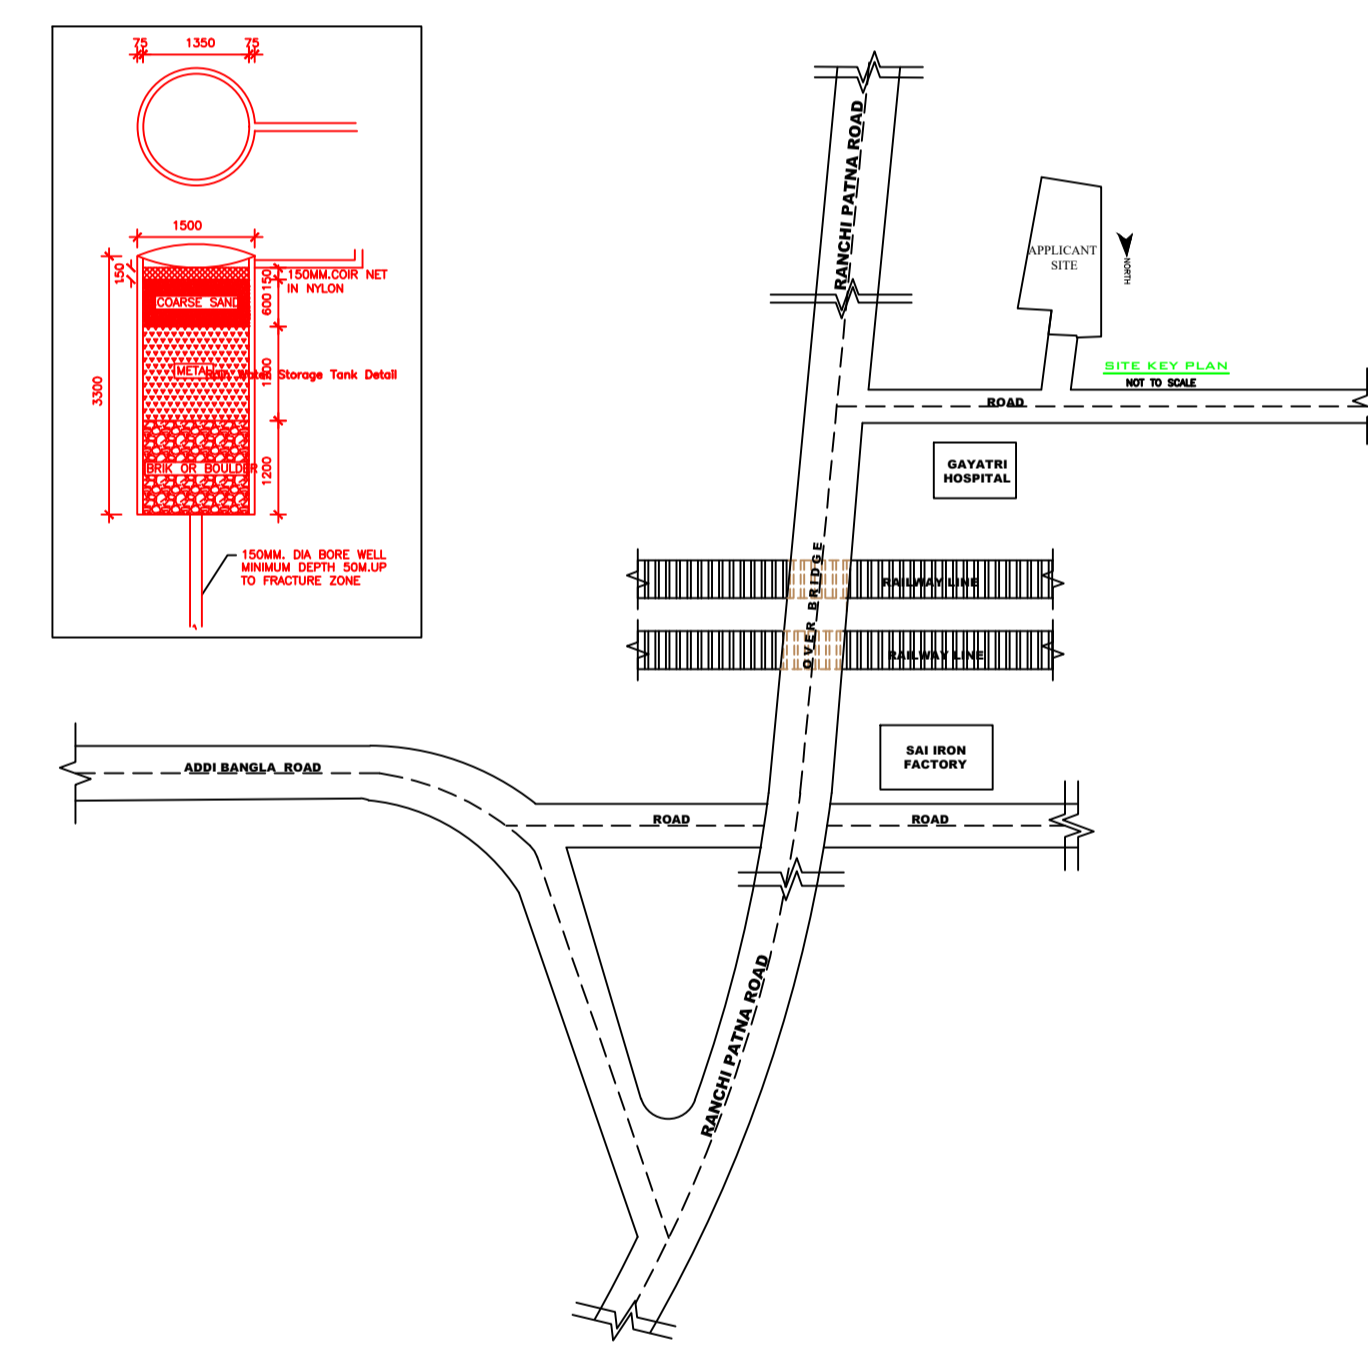 75 1350 75
1500
150
150
150MM.COIR NET
IN NYLON
COARSE SAND
600
METAL
Rain Water Storage Tank Detail
3300
BRIK OR BOULDER
1200
150MM. DIA BORE WELL
MINIMUM DEPTH 50M.UP
TO FRACTURE ZONE
RANCHI PATNA ROAD
APPLICANT
SITE
NORTH
SITE KEY PLAN
NOT TO SCALE
ROAD
GAYATRI
HOSPITAL
OVER BRIDGE
RAILWAY LINE
RAILWAY LINE
SAI IRON
FACTORY
ADDI BANGLA ROAD
ROAD
ROAD
RANCHI PATNA ROAD